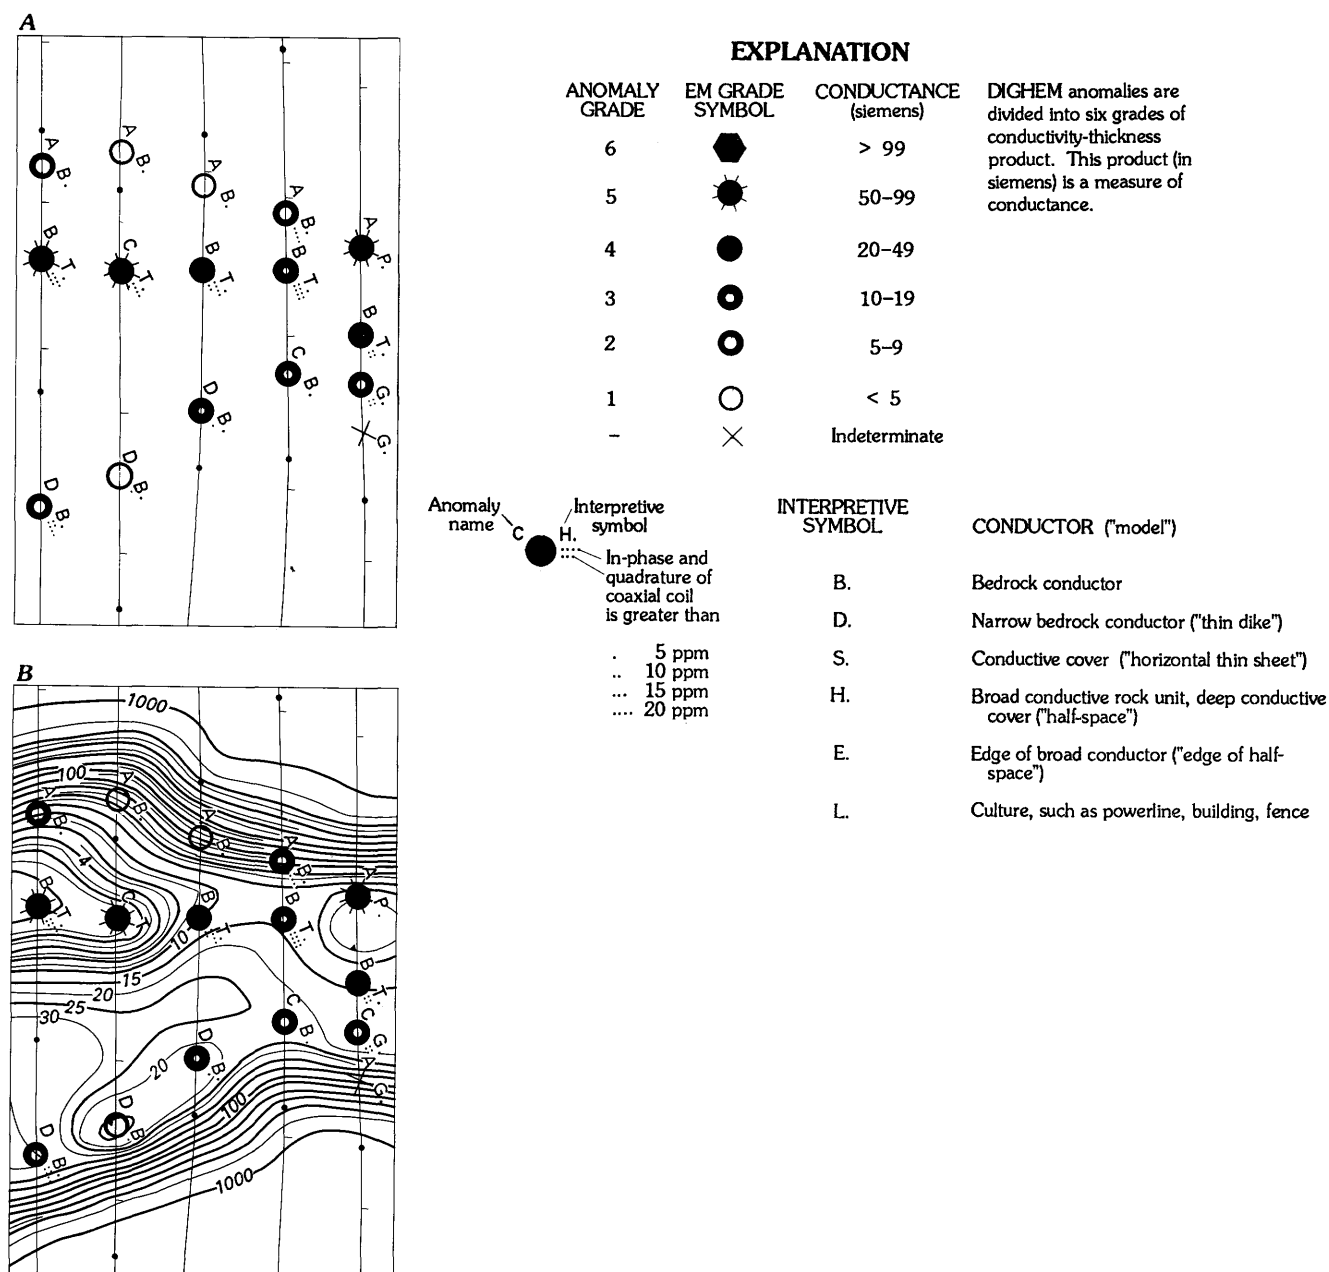 A
A
B.
B
T.
D
B.
A
B.
C
T.
D
B.
A
B.
B
T.
D
B.
A
B.
B
T.
C
B.
A
P.
B
T.
G.
G.
EXPLANATION
ANOMALY GRADE
EM GRADE SYMBOL
CONDUCTANCE (siemens)
6 > 99
5 50–99
4 20–49
3 10–19
2 5–9
1 < 5
– Indeterminate
DIGHEM anomalies are
divided into six grades of
conductivity-thickness
product. This product (in
siemens) is a measure of
conductance.
Anomaly
name
C
H.
Interpretive
symbol
In-phase and
quadrature of
coaxial coil
is greater than
. 5 ppm
.. 10 ppm
... 15 ppm
.... 20 ppm
INTERPRETIVE
SYMBOL
CONDUCTOR ("model")
B. Bedrock conductor
D. Narrow bedrock conductor ("thin dike")
S. Conductive cover ("horizontal thin sheet")
H. Broad conductive rock unit, deep conductive
cover ("half-space")
E. Edge of broad conductor ("edge of half-
space")
L. Culture, such as powerline, building, fence
B
1000
100
A
B.
4
B
T.
A
B.
C
T.
A
B.
B
T.
10
A
B.
B
T.
A
P.
15
20
25
30
B
T.
C
B.
C
G.
A
G.
D
B.
20
D
B.
100
D
B.
1000